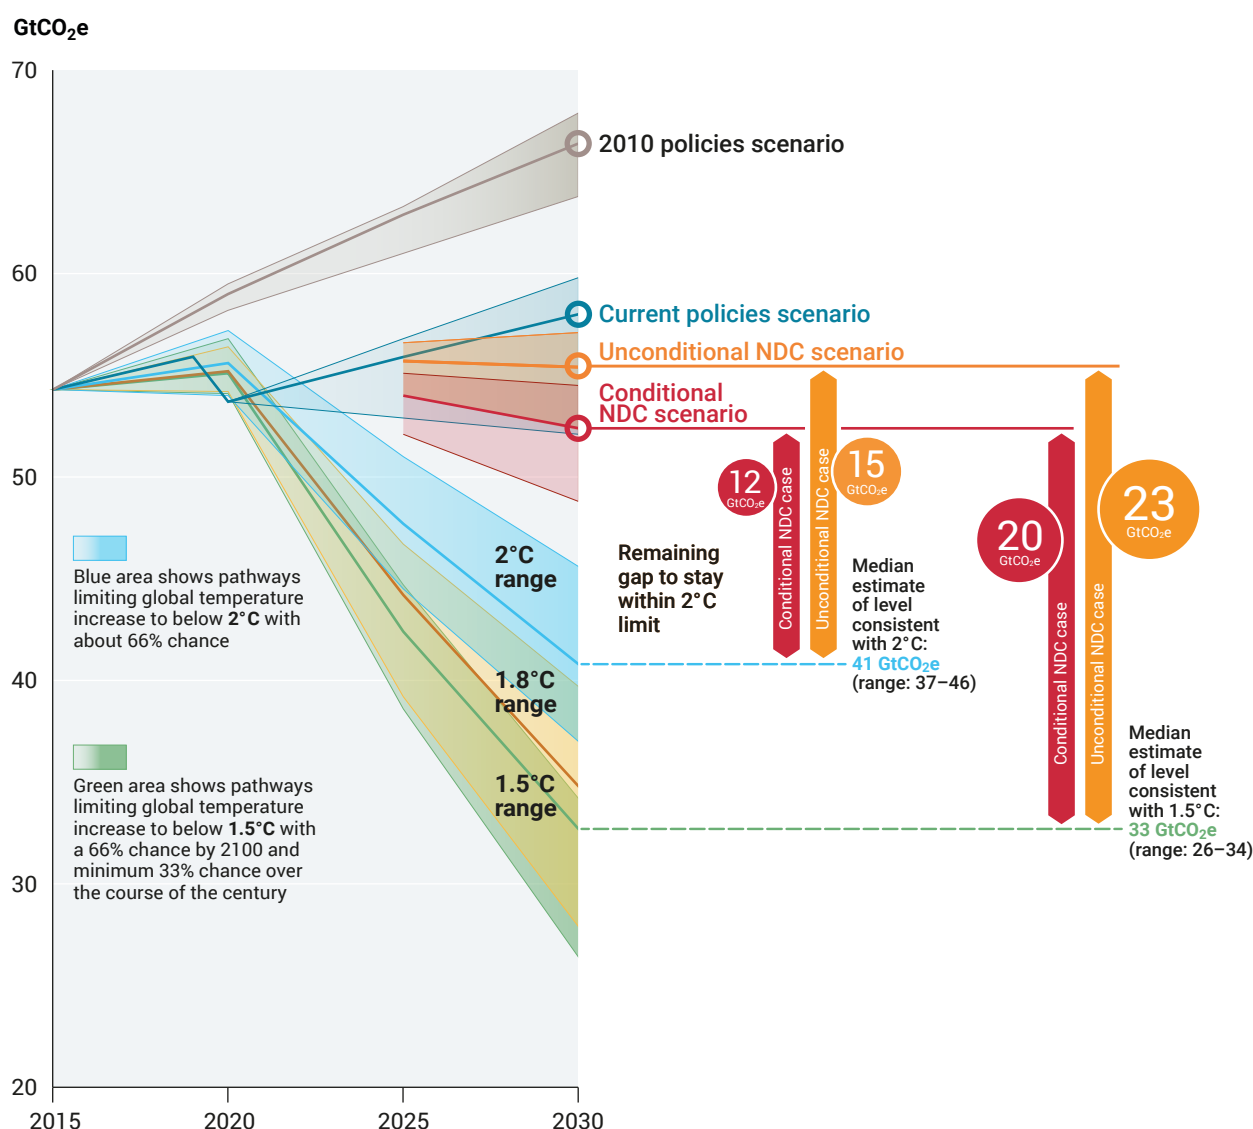 GtCO₂e
70
60
50
40
30
20
2015
2020
2025
2030
2010 policies scenario
Current policies scenario
Unconditional NDC scenario
Conditional
NDC scenario
2°C
range
1.8°C
range
1.5°C
range
Blue area shows pathways
limiting global temperature
increase to below 2°C with
about 66% chance
Green area shows pathways
limiting global temperature
increase to below 1.5°C with
a 66% chance by 2100 and
minimum 33% chance over
the course of the century
Remaining
gap to stay
within 2°C
limit
12
GtCO₂e
Conditional NDC case
Unconditional NDC case
15
GtCO₂e
Median
estimate
of level
consistent
with 2°C:
41 GtCO₂e
(range: 37–46)
20
GtCO₂e
Conditional NDC case
Unconditional NDC case
23
GtCO₂e
Median
estimate
of level
consistent
with 1.5°C:
33 GtCO₂e
(range: 26–34)